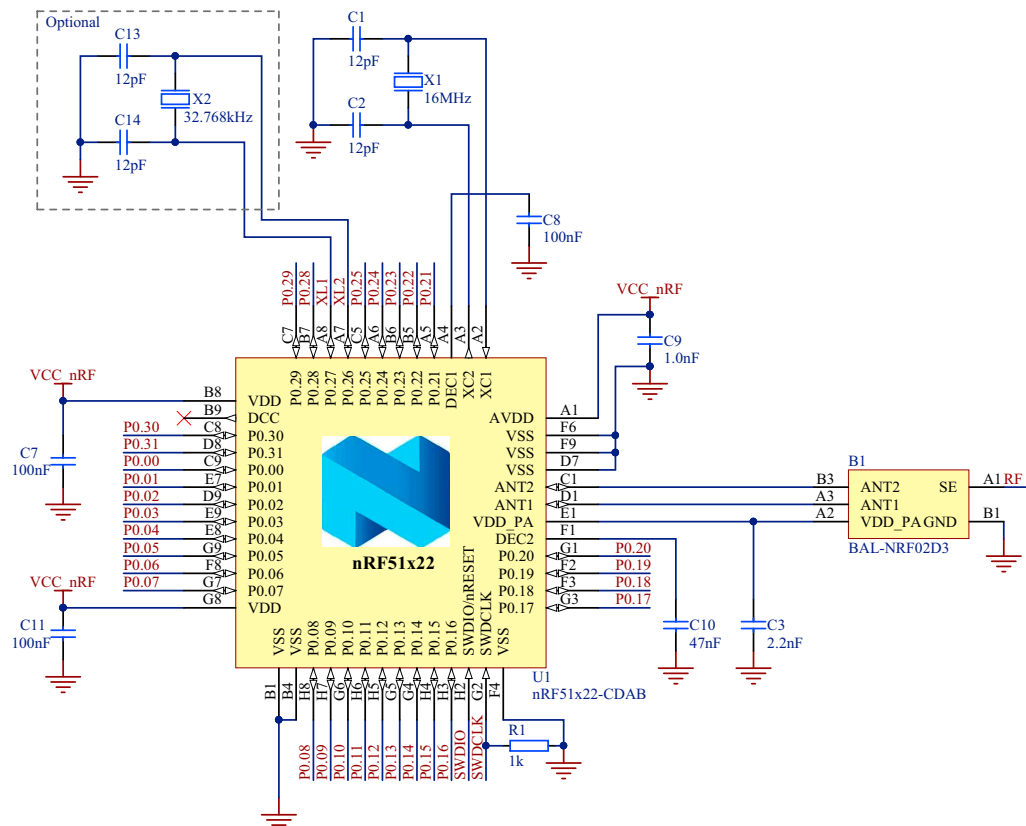 Optional
C13
12pF
X2
32.768kHz
C14
12pF
C1
12pF
X1
16MHz
C2
12pF
C8
100nF
P0.29
P0.28
XL1
XL2
P0.25
P0.24
P0.23
P0.22
P0.21
C7
B7
A8
A7
C5
A6
B6
B5
A5
A4
A3
A2
P0.29
P0.28
P0.27
P0.26
P0.25
P0.24
P0.23
P0.22
P0.21
DEC1
XC2
XC1
VCC_nRF
C9
1.0nF
VCC_nRF
C7
100nF
B8 VDD
B9 DCC
P0.30 C8 P0.30
P0.31 D8 P0.31
P0.00 C9 P0.00
P0.01 E7 P0.01
P0.02 D9 P0.02
P0.03 E9 P0.03
P0.04 E8 P0.04
P0.05 G9 P0.05
P0.06 F8 P0.06
P0.07 G7 P0.07
G8 VDD
VCC_nRF
C11
100nF
nRF51x22
AVDD A1
VSS F6
VSS F9
VSS D7
ANT2 C1
ANT1 D1
VDD_PA E1
DEC2 F1
P0.20 G1 P0.20
P0.19 F2 P0.19
P0.18 F3 P0.18
P0.17 G3 P0.17
B1
B3 ANT2 SE A1 RF
A3 ANT1
A2 VDD_PA GND B1
BAL-NRF02D3
C10
47nF
C3
2.2nF
VSS
VSS
P0.08
P0.09
P0.10
P0.11
P0.12
P0.13
P0.14
P0.15
P0.16
SWDIO/nRESET
SWDCLK
VSS
U1
nRF51x22-CDAB
B1
B4
H8
H7
G6
H6
H5
G5
G4
H4
H3
H2
G2
F4
P0.08
P0.09
P0.10
P0.11
P0.12
P0.13
P0.14
P0.15
P0.16
SWDIO
SWDCLK
R1
1k